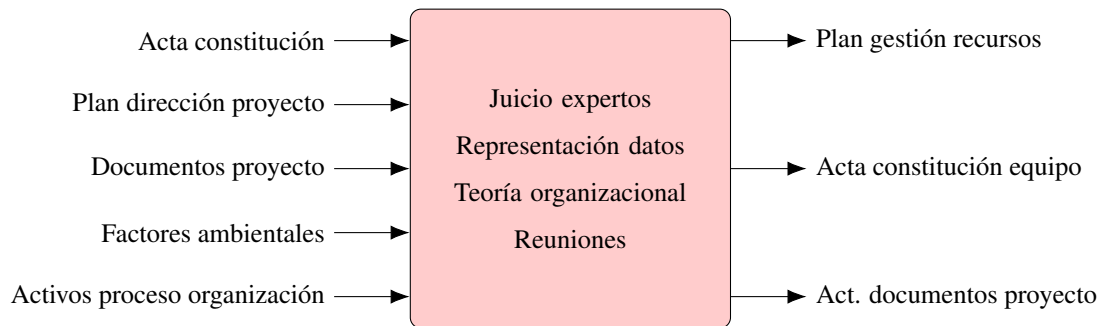 Acta constitución
Plan dirección proyecto
Documentos proyecto
Factores ambientales
Activos proceso organización
Juicio expertos
Representación datos
Teoría organizacional
Reuniones
Plan gestión recursos
Acta constitución equipo
Act. documentos proyecto